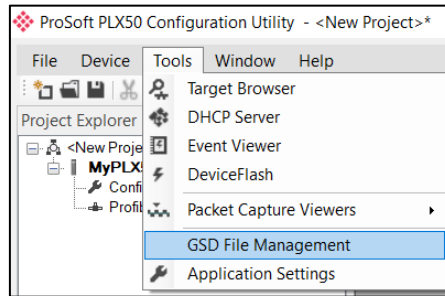 ProSoft PLX50 Configuration Utility - <New Project>*
File Device Tools Window Help
Target Browser
Project Explorer
DHCP Server
<New Proje
Event Viewer
MyPLX5
DeviceFlash
Confi
Profil
Packet Capture Viewers
GSD File Management
Application Settings